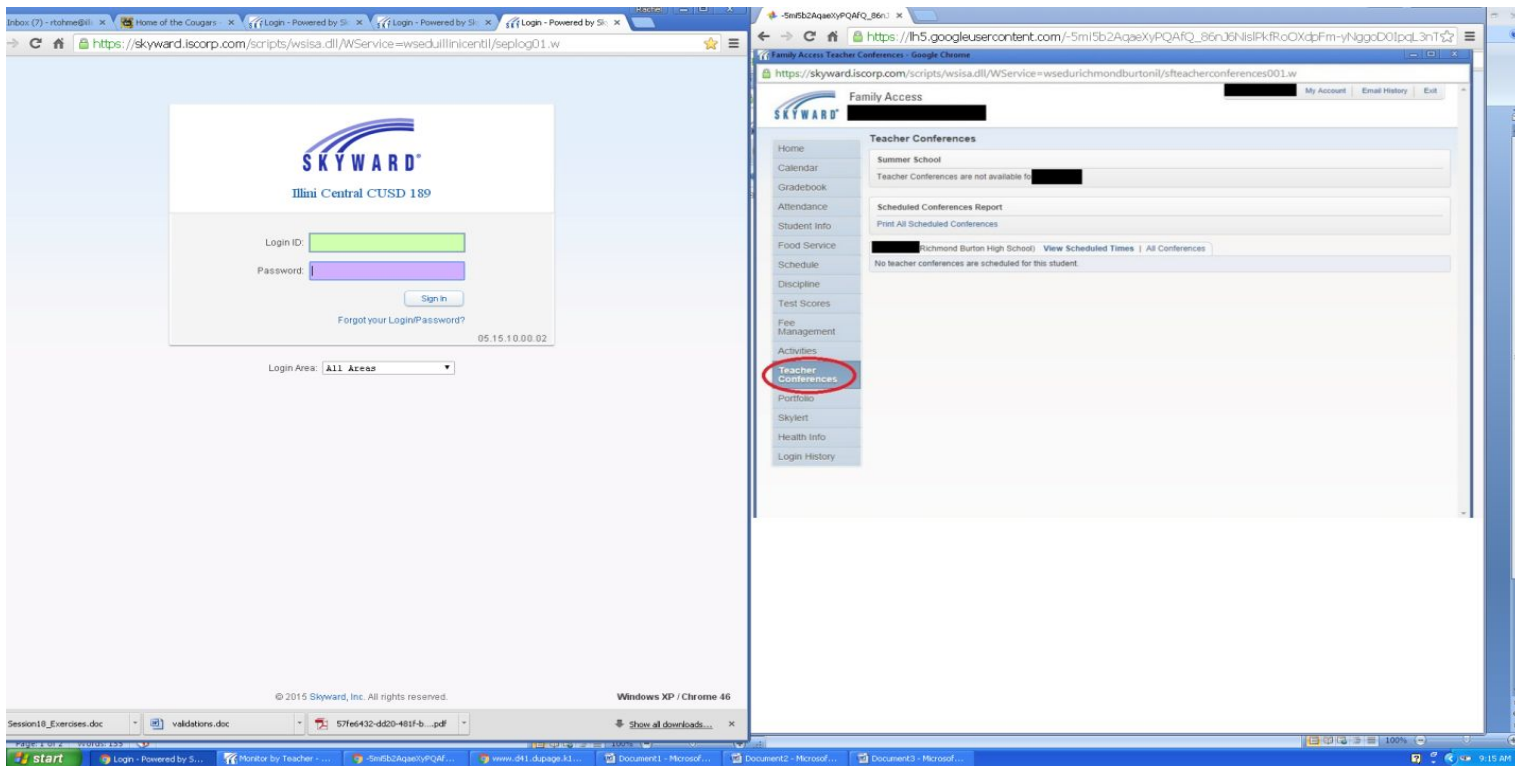 Inbox (7) - rtohme@illi
Home of the Cougars -
Login - Powered by Sk
Login - Powered by Sk
Login - Powered by Sk
https://skyward.iscorp.com/scripts/wsisa.dll/WService=wseduillinicentil/seplog01.w
SKYWARD®
Illini Central CUSD 189
Login ID:
Password:
Sign In
Forgot your Login/Password?
05.15.10.00.02
Login Area: All Areas
© 2015 Skyward, Inc. All rights reserved.
Windows XP / Chrome 46
Session18_Exercises.doc
validations.doc
57fe6432-dd20-481f-b....pdf
Show all downloads...
-5mI5b2AqaeXyPQAfQ_86nJ
Family Access Teacher Conferences - Google Chrome
https://skyward.iscorp.com/scripts/wsisa.dll/WService=wsedurichmondburtonil/sfteacherconferences001.w
SKYWARD®
Family Access
My Account
Email History
Exit
Home
Calendar
Gradebook
Attendance
Student Info
Food Service
Schedule
Discipline
Test Scores
Fee
Management
Activities
Teacher
Conferences
Portfolio
Skylert
Health Info
Login History
Teacher Conferences
Summer School
Teacher Conferences are not available fo
Scheduled Conferences Report
Print All Scheduled Conferences
Richmond Burton High School) View Scheduled Times | All Conferences
No teacher conferences are scheduled for this student.
100%
start
Login - Powered by S...
Monitor by Teacher - ...
-5mI5b2AqaeXyPQAf...
www.d41.dupage.k1...
Document1 - Microsof...
Document2 - Microsof...
Document3 - Microsof...
9:15 AM